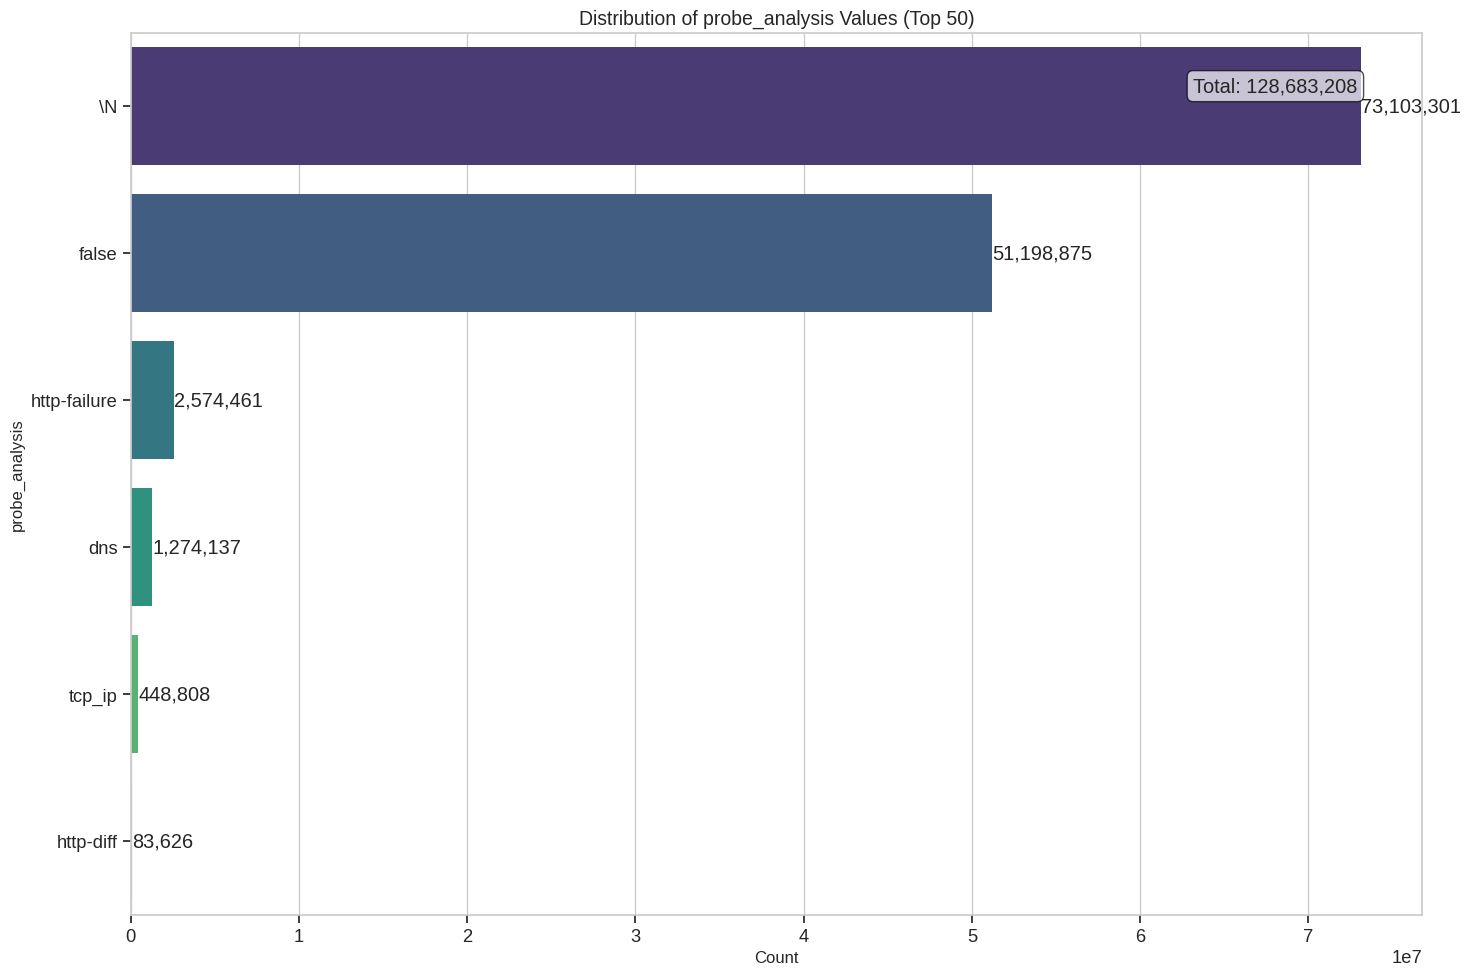 Distribution of probe_analysis Values (Top 50)
Total: 128,683,208
\N
73,103,301
false
51,198,875
http-failure
2,574,461
probe_analysis
dns
1,274,137
tcp_ip
448,808
http-diff
83,626
0 1 2 3 4 5 6 7
1e7
Count